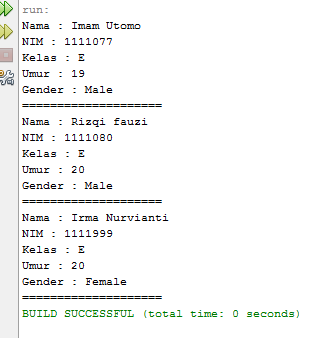 run:
Nama : Imam Utomo
NIM : 1111077
Kelas : E
Umur : 19
Gender : Male
====================
Nama : Rizqi fauzi
NIM : 1111080
Kelas : E
Umur : 20
Gender : Male
====================
Nama : Irma Nurvianti
NIM : 1111999
Kelas : E
Umur : 20
Gender : Female
====================
BUILD SUCCESSFUL (total time: 0 seconds)